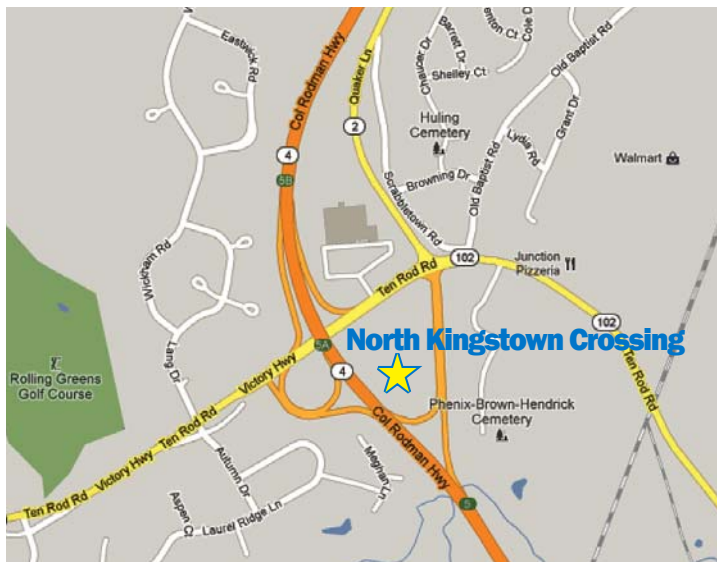 Eastwick Rd
Col Rodman Hwy
Quaker Ln
2
Chaucer Dr
Barrett Dr
Shelley Ct
enton Ct
Cole D
Old Baptist Rd
Grant Dr
Lydia Rd
Huling
Cemetery
Walmart
4
5B
Browning Dr
Scrabbletown Rd
Old Baptist Rd
Wickham Rd
Ten Rod Rd
102
Junction
Pizzeria
102
Ten Rod Rd
Lang Dr
Victory Hwy
5A
4
North Kingstown Crossing
Rolling Greens
Golf Course
Phenix-Brown-Hendrick
Cemetery
Ten Rod Rd
Victory Hwy
Ten Rod Rd
Autumn Dr
Meghan Ln
Col Rodman Hwy
Aspen
Laurel Ridge Ln
5